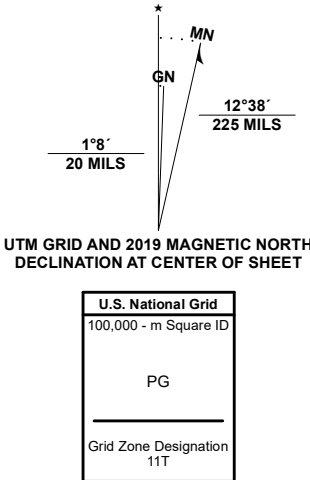 ★
MN
GN
12°38´
225 MILS
1°8´
20 MILS
UTM GRID AND 2019 MAGNETIC NORTH
DECLINATION AT CENTER OF SHEET
U.S. National Grid
100,000 - m Square ID
PG
Grid Zone Designation
11T